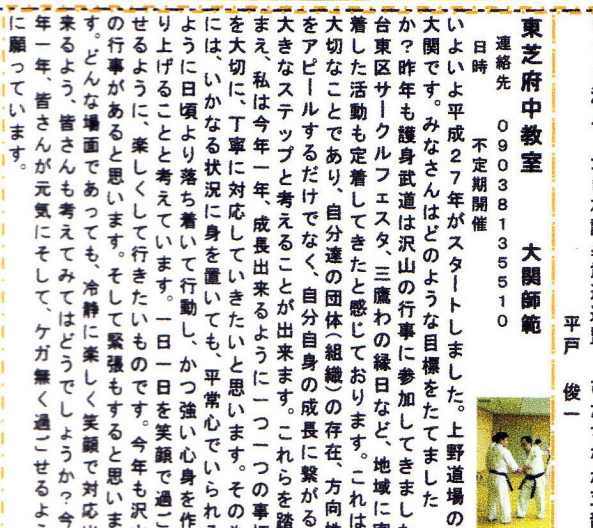 平戸　俊一
東芝府中教室　　大関師範
連絡先　０９０３８１３５５１０
日時　　不定期開催
いよいよ平成２７年がスタートしました。上野道場の
大関です。みなさんはどのような目標をたてました
か？昨年も護身武道は沢山の行事に参加してきました
台東区サークルフェスタ、三鷹わの縁日など、地域に密
着した活動も定着してきたと感じております。これは
大切なことであり、自分達の団体（組織）の存在、方向性
をアピールするだけでなく、自分自身の成長に繋がる
大きなステップと考えることが出来ます。これらを踏
まえ、私は今年一年、成長出来るように一つ一つの事柄
を大切に、丁寧に対応していきたいと思います。その為
には、いかなる状況に身を置いても、平常心でいられる
ように日頃より落ち着いて行動し、かつ強い心身を作
り上げることと考えています。一日一日を笑顔で過ご
せるように、楽しくして行きたいものです。今年も沢山
の行事があると思います。そして緊張もすると思いま
す。どんな場面であっても、冷静に楽しく笑顔で対応出
来るよう、皆さんも考えてみてはどうでしょうか？今
年一年、皆さんが元気にそして、ケガ無く過ごせるよう
に願っています。